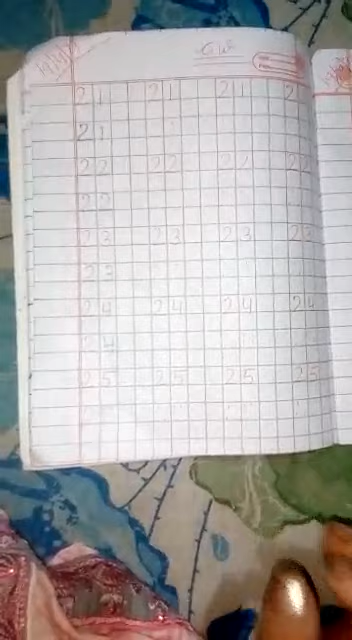 C.W
21 21 21 21
21
22 22 22 22
22
23 23 23 23
23
24 24 24 24
24
25 25 25 25